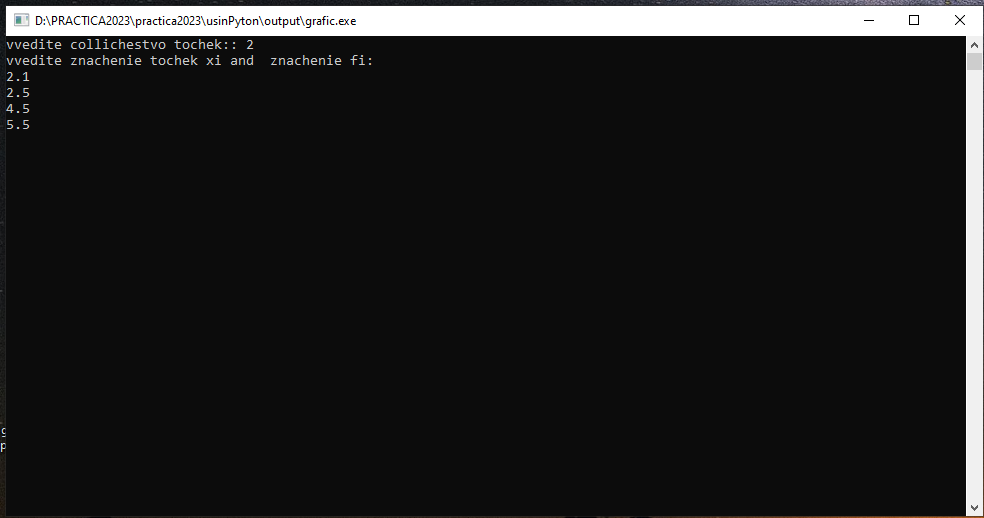 D:\PRACTICA2023\practica2023\usinPyton\output\grafic.exe
vvedite collichestvo tochek:: 2
vvedite znachenie tochek xi and  znachenie fi:
2.1
2.5
4.5
5.5